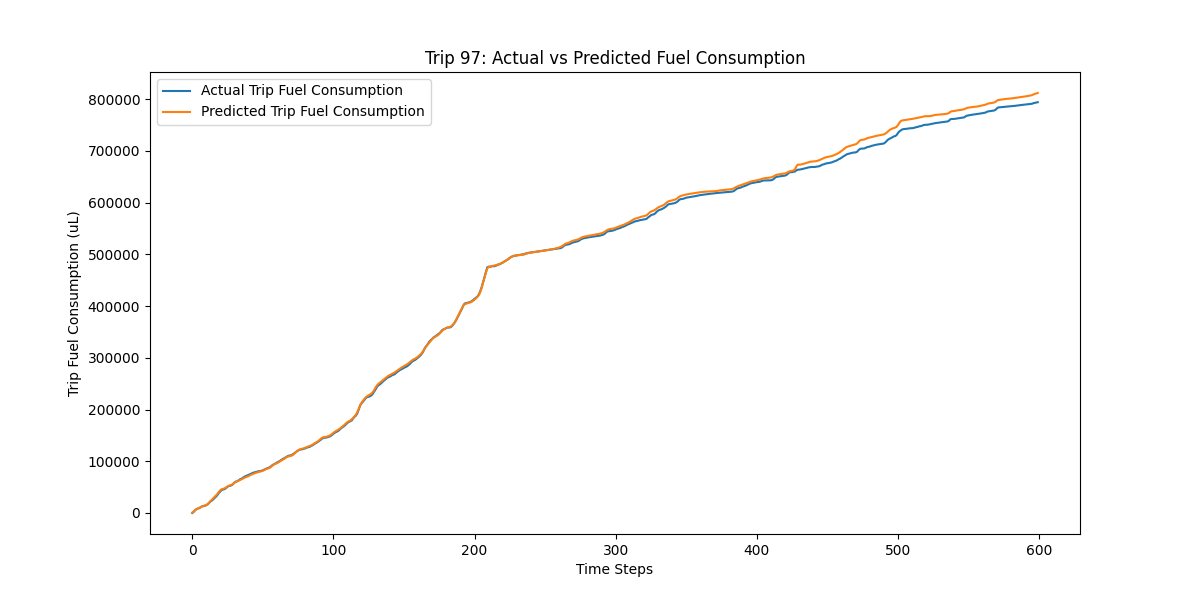 Trip 97: Actual vs Predicted Fuel Consumption
Actual Trip Fuel Consumption
Predicted Trip Fuel Consumption
Trip Fuel Consumption (uL)
800000
700000
600000
500000
400000
300000
200000
100000
0
0 100 200 300 400 500 600
Time Steps